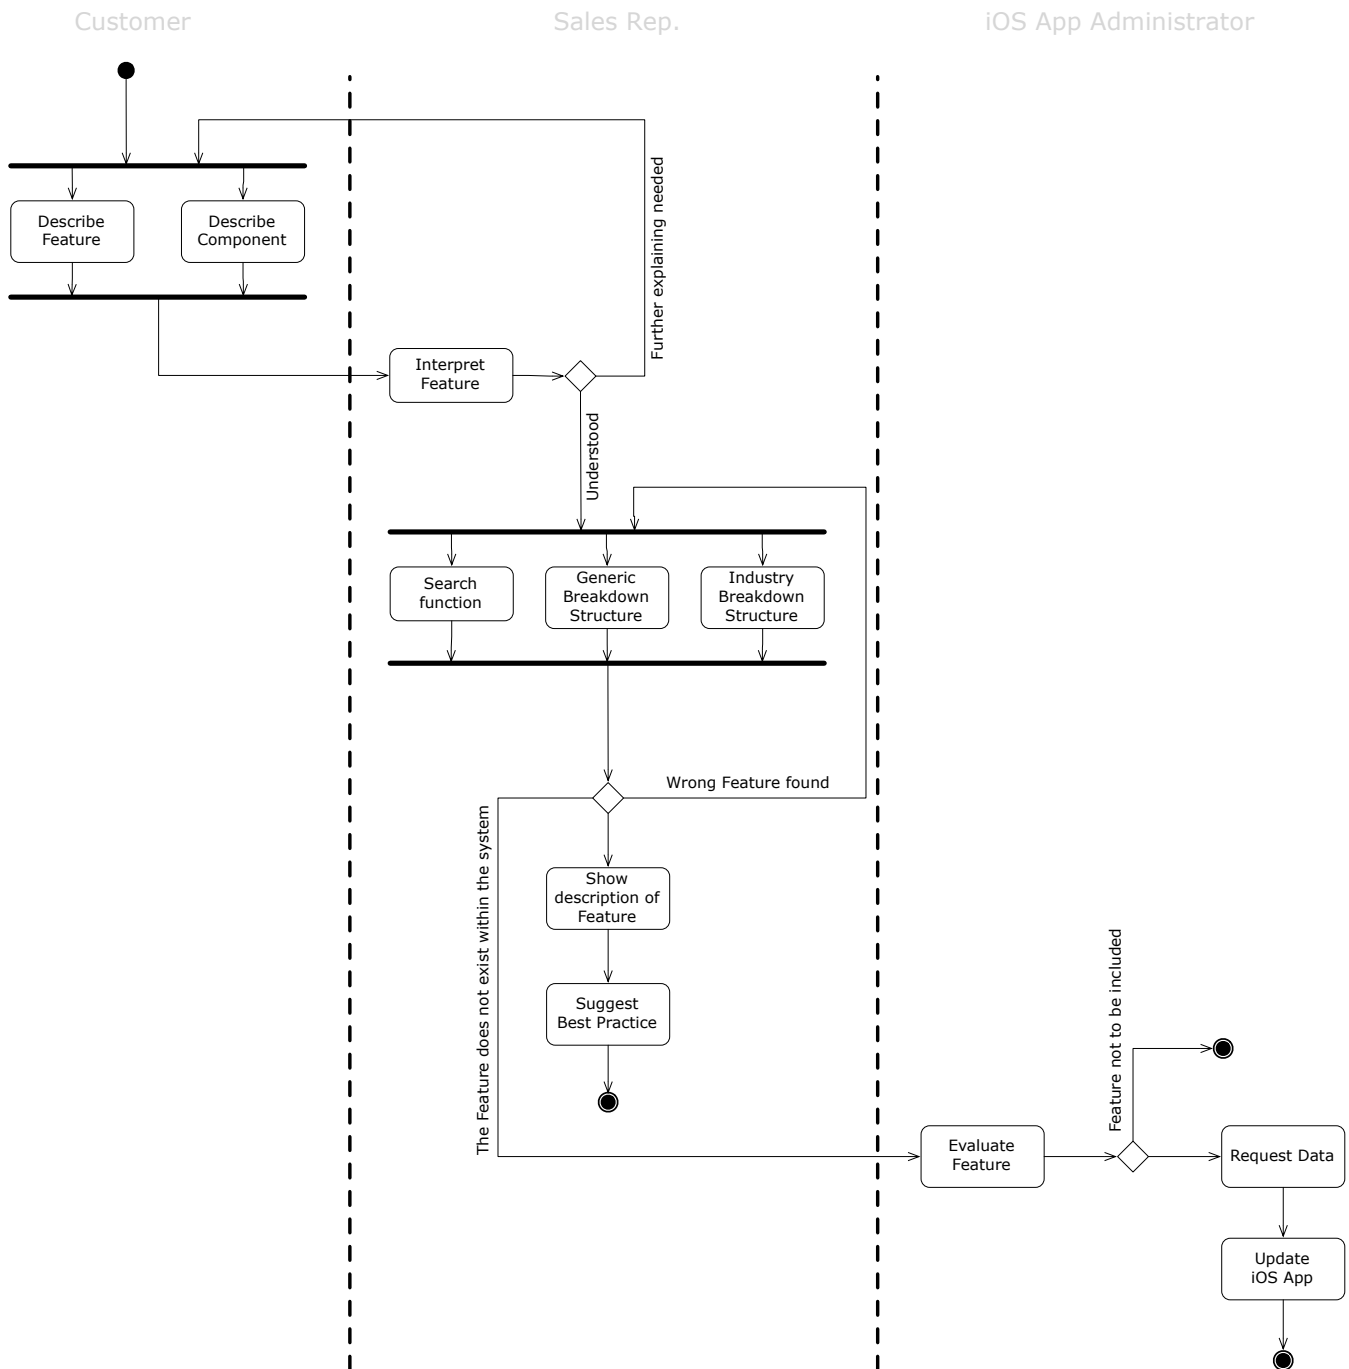 Customer
Sales Rep.
iOS App Administrator
Describe
Feature
Describe
Component
Further explaining needed
Interpret
Feature
Understood
Search
function
Generic
Breakdown
Structure
Industry
Breakdown
Structure
Wrong Feature found
The Feature does not exist within the system
Show
description of
Feature
Suggest
Best Practice
Feature not to be included
Evaluate
Feature
Request Data
Update
iOS App